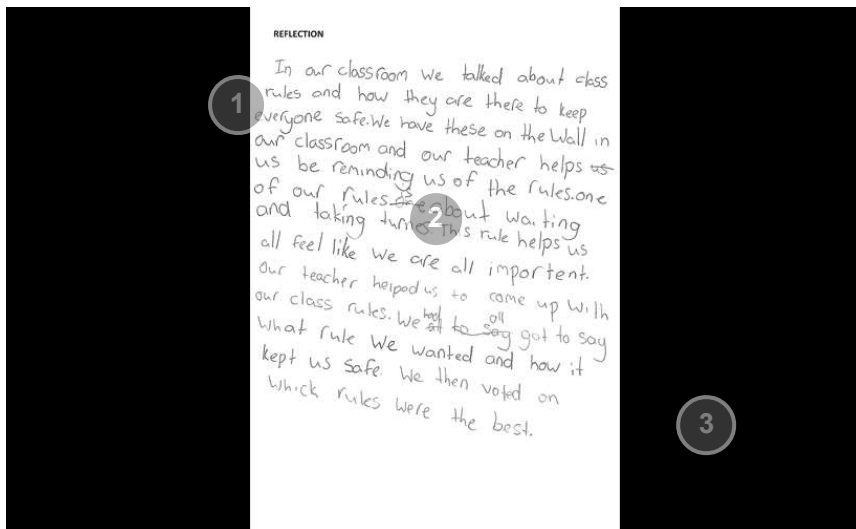 REFLECTION
In our classroom we talked about class
rules and how they are there to keep
everyone safe. We have these on the Wall in
our classroom and our teacher helps us
us be reminding us of the rules. one
of our rules is about waiting
and taking turns. This rule helps us
all feel like we are all importent.
Our teacher helped us to come up with
our class rules. We had all to say got to say
what rule we wanted and how it
kept us safe. We then voted on
whick rules were the best.
1
2
3